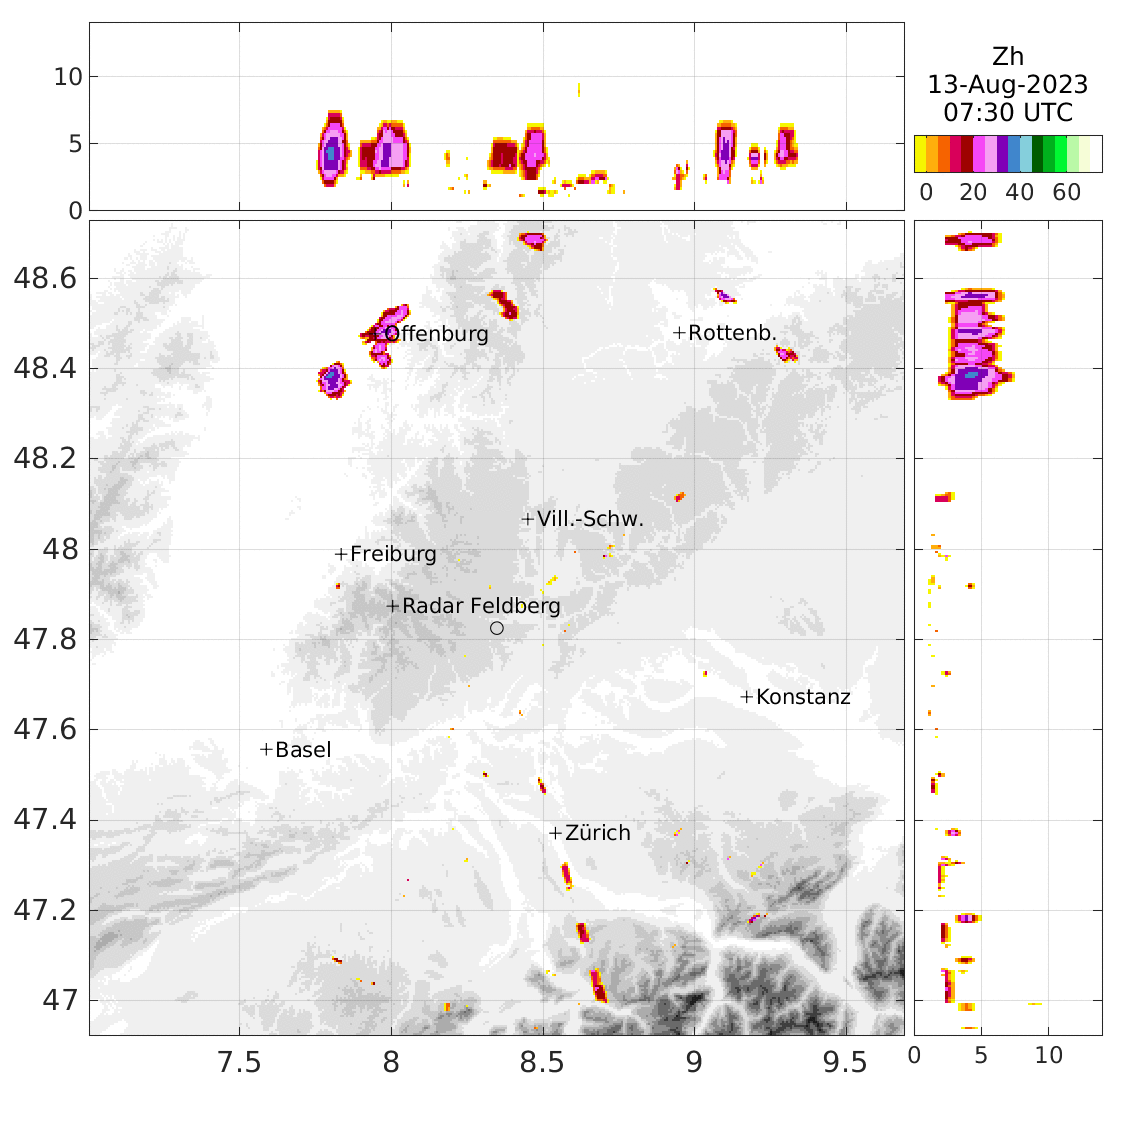 Zh
13-Aug-2023
07:30 UTC
0 20 40 60
10
5
0
48.6
48.4
48.2
48
47.8
47.6
47.4
47.2
47
Offenburg
Rottenb.
Vill.-Schw.
Freiburg
Radar Feldberg
Konstanz
Basel
Zürich
7.5 8 8.5 9 9.5
0 5 10